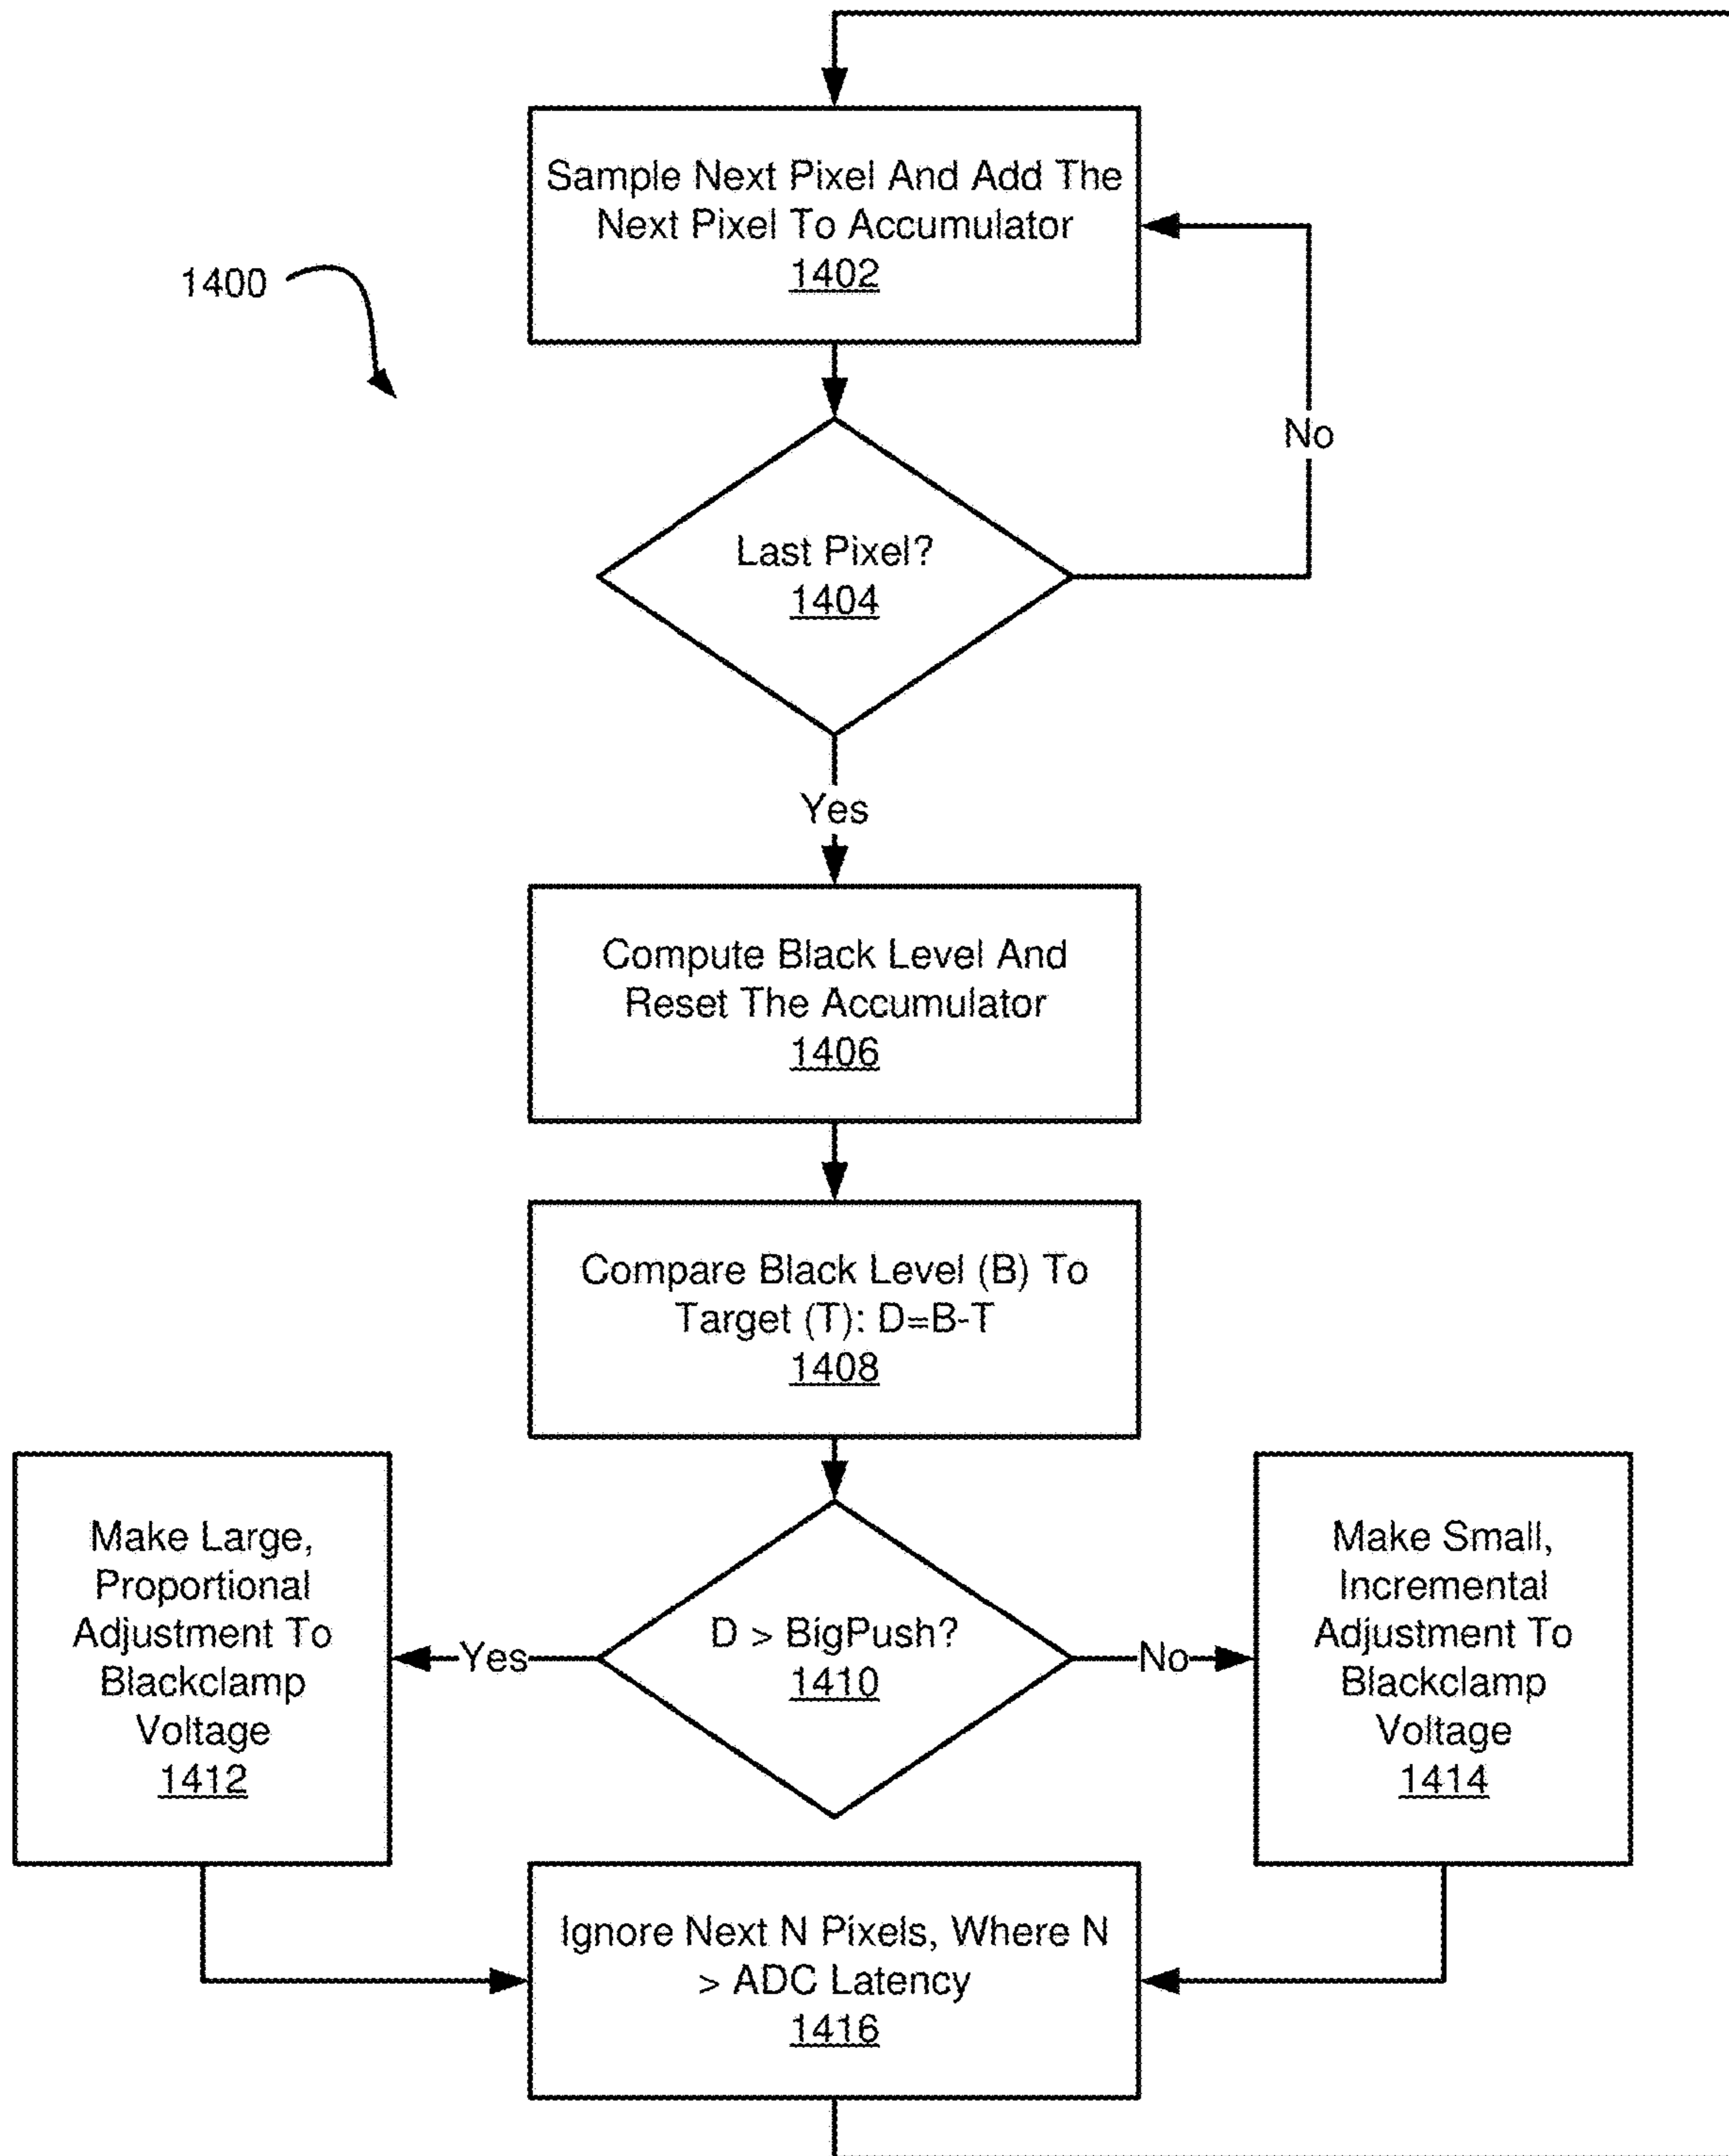 Sample Next Pixel And Add The
Next Pixel To Accumulator
1402
1400
No
Last Pixel?
1404
Yes
Compute Black Level And
Reset The Accumulator
1406
Compare Black Level (B) To
Target (T): D=B-T
1408
Make Large,
Proportional
Adjustment To
Blackclamp
Voltage
1412
Yes
D > BigPush?
1410
No
Make Small,
Incremental
Adjustment To
Blackclamp
Voltage
1414
Ignore Next N Pixels, Where N
> ADC Latency
1416